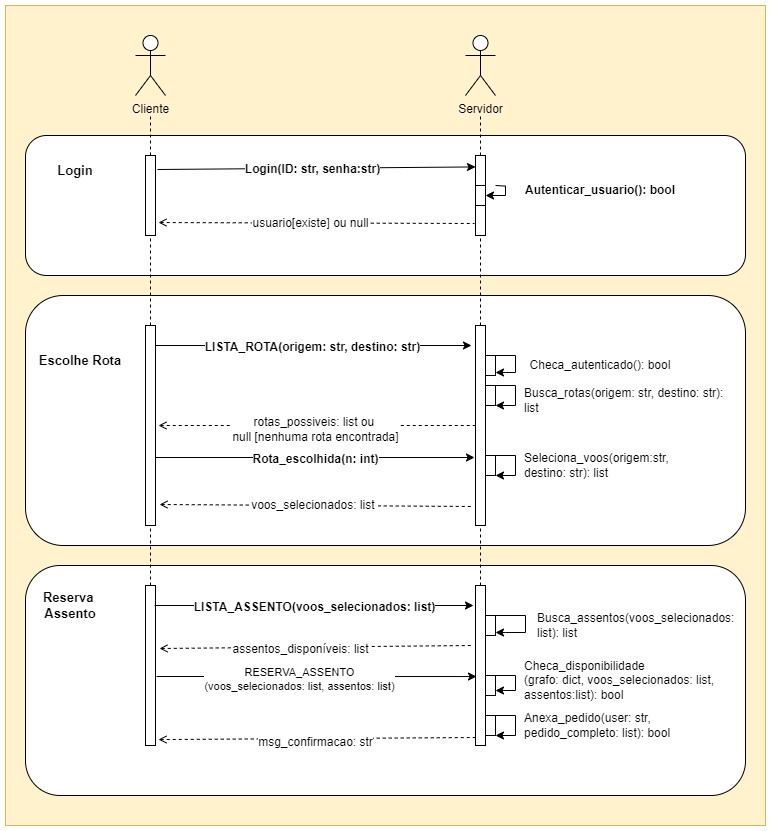 Cliente
Servidor
Login
Login(ID: str, senha:str)
Autenticar_usuario(): bool
usuario[existe] ou null
Escolhe Rota
LISTA_ROTA(origem: str, destino: str)
Checa_autenticado(): bool
Busca_rotas(origem: str, destino: str):
list
rotas_possiveis: list ou
null [nenhuma rota encontrada]
Rota_escolhida(n: int)
Seleciona_voos(origem:str,
destino: str): list
voos_selecionados: list
Reserva
Assento
LISTA_ASSENTO(voos_selecionados: list)
Busca_assentos(voos_selecionados:
list): list
assentos_disponíveis: list
RESERVA_ASSENTO
(voos_selecionados: list, assentos: list)
Checa_disponibilidade
(grafo: dict, voos_selecionados: list,
assentos:list): bool
Anexa_pedido(user: str,
pedido_completo: list): bool
msg_confirmacao: str